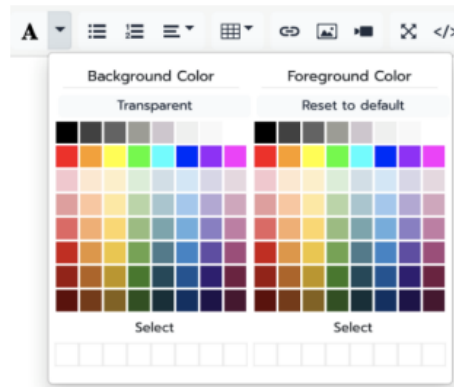 A
</>
Background Color Foreground Color
Transparent Reset to default
Select Select